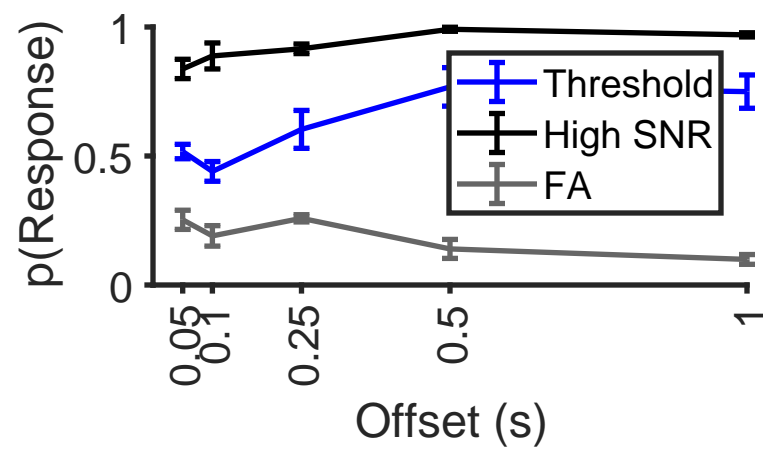 p(Response)
1
0.5
0
Threshold
High SNR
FA
0.05
0.1
0.25
0.5
1
Offset (s)